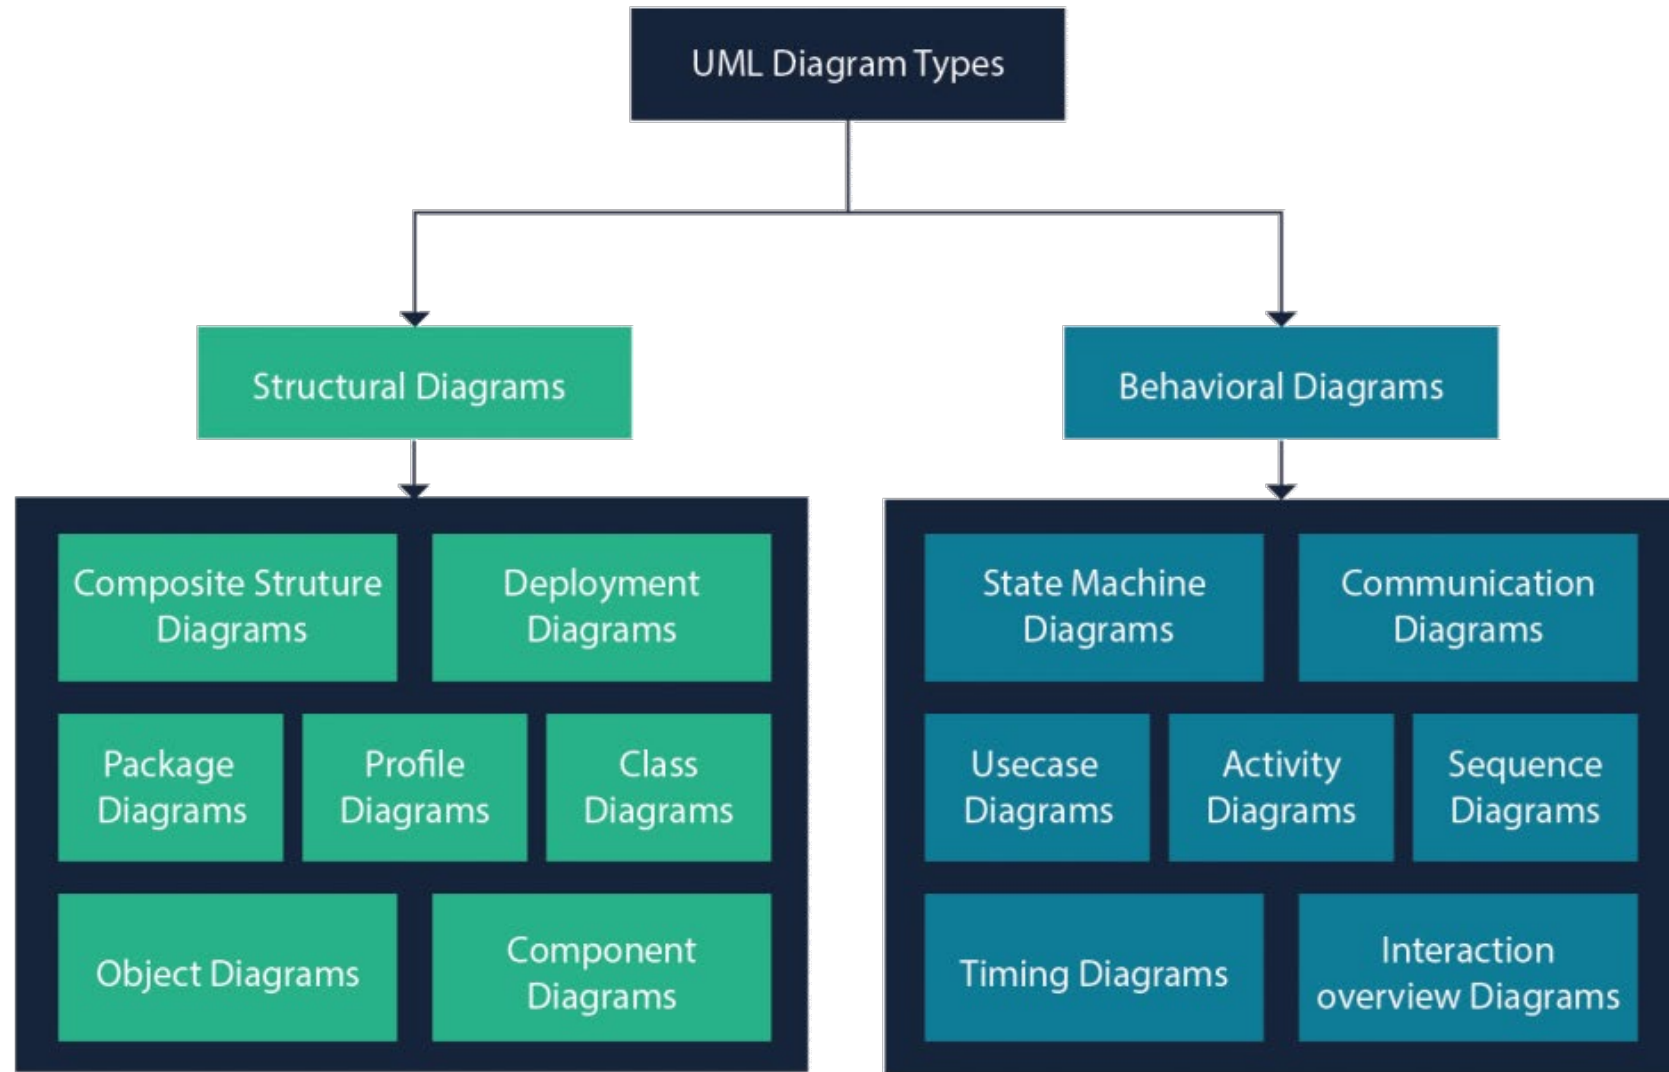 UML Diagram Types
Structural Diagrams
Behavioral Diagrams
Composite Struture
Diagrams
Deployment
Diagrams
Package
Diagrams
Profile
Diagrams
Class
Diagrams
Object Diagrams
Component
Diagrams
State Machine
Diagrams
Communication
Diagrams
Usecase
Diagrams
Activity
Diagrams
Sequence
Diagrams
Timing Diagrams
Interaction
overview Diagrams